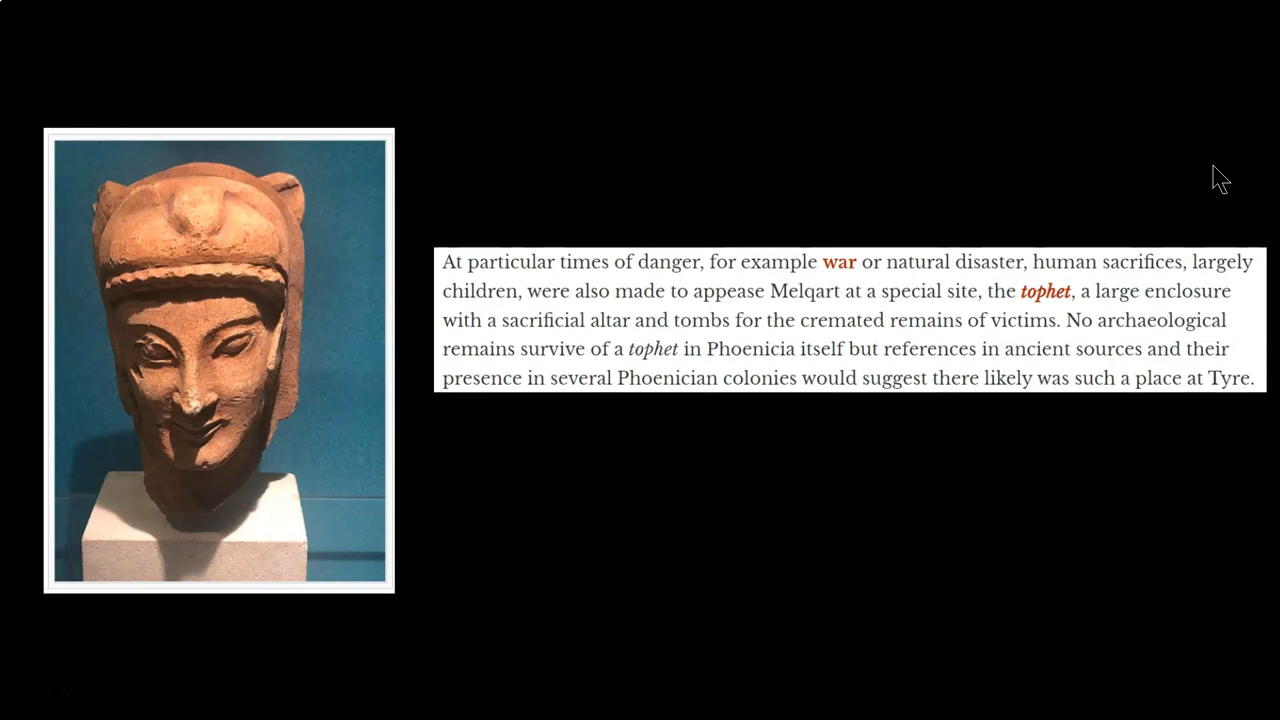 At particular times of danger, for example war or natural disaster, human sacrifices, largely
children, were also made to appease Melqart at a special site, the tophet, a large enclosure
with a sacrificial altar and tombs for the cremated remains of victims. No archaeological
remains survive of a tophet in Phoenicia itself but references in ancient sources and their
presence in several Phoenician colonies would suggest there likely was such a place at Tyre.